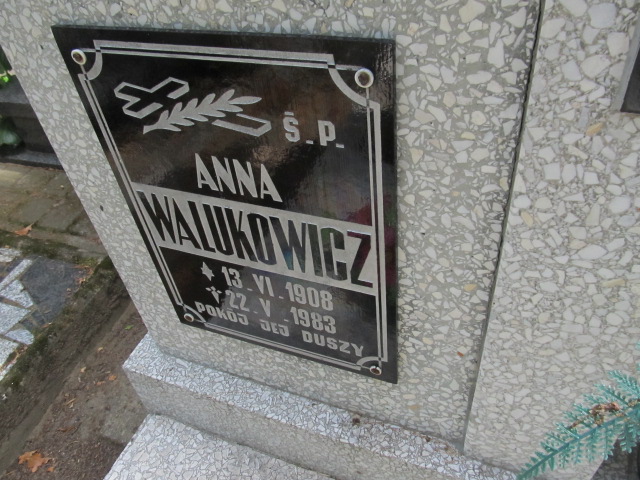 Ś.P.
ANNA
WALUKOWICZ
* 13 VI 1908
✝ 22 V 1983
POKÓJ JEJ DUSZY